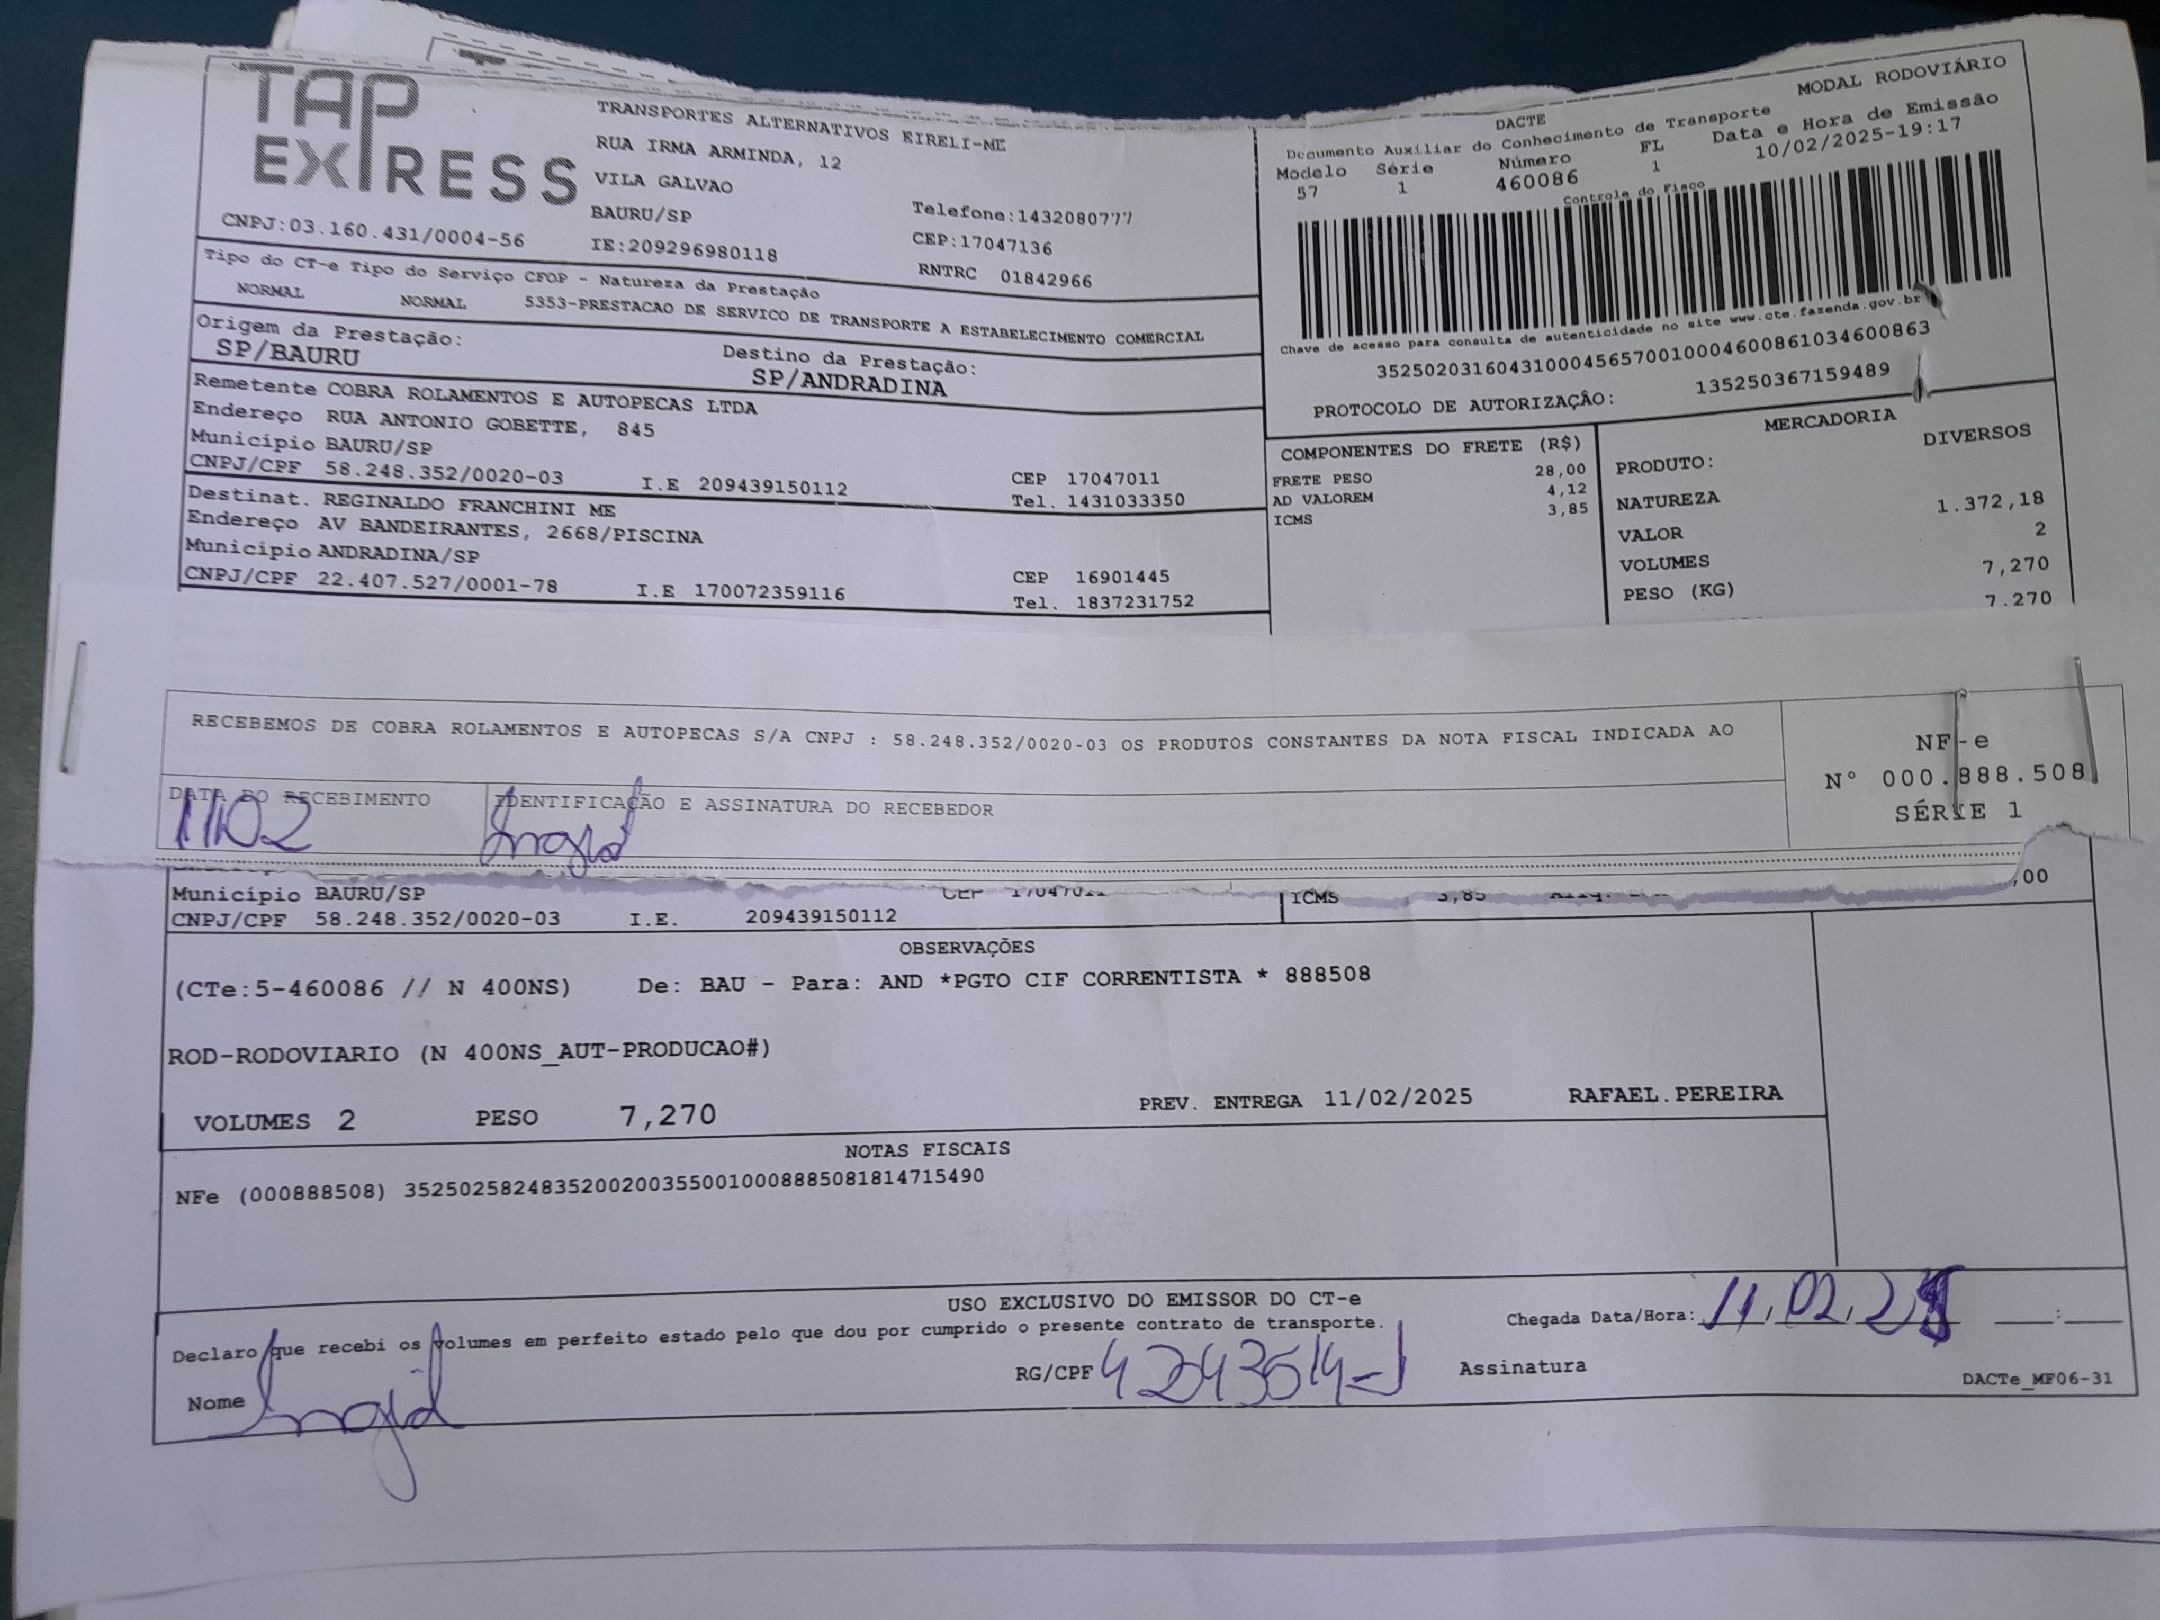 TAP EXPRESS
TRANSPORTES ALTERNATIVOS EIRELI-ME
RUA IRMA ARMINDA, 12
VILA GALVAO
BAURU/SP Telefone:1432080777
CNPJ:03.160.431/0004-56 IE:209296980118 CEP:17047136
RNTRC 01842966
Tipo do CT-e Tipo do Serviço CFOP - Natureza da Prestação
NORMAL NORMAL 5353-PRESTACAO DE SERVICO DE TRANSPORTE A ESTABELECIMENTO COMERCIAL
Origem da Prestação: Destino da Prestação:
SP/BAURU SP/ANDRADINA
Remetente COBRA ROLAMENTOS E AUTOPECAS LTDA
Endereço RUA ANTONIO GOBETTE, 845
Município BAURU/SP CEP 17047011
CNPJ/CPF 58.248.352/0020-03 I.E 209439150112 Tel. 1431033350
Destinat. REGINALDO FRANCHINI ME
Endereço AV BANDEIRANTES, 2668/PISCINA
Município ANDRADINA/SP CEP 16901445
CNPJ/CPF 22.407.527/0001-78 I.E 170072359116 Tel. 1837231752
DACTE MODAL RODOVIÁRIO
Documento Auxiliar do Conhecimento de Transporte
Modelo Série Número FL Data e Hora de Emissão
57 1 460086 1 10/02/2025-19:17
Controle do Fisco
Chave de acesso para consulta de autenticidade no site www.cte.fazenda.gov.br
35250203160431000456570010004600861034600863
PROTOCOLO DE AUTORIZAÇÃO: 135250367159489
COMPONENTES DO FRETE (R$)
FRETE PESO 28,00
AD VALOREM 4,12
ICMS 3,85
MERCADORIA
PRODUTO: DIVERSOS
NATUREZA
VALOR 1.372,18
VOLUMES 2
PESO (KG) 7,270
7.270
RECEBEMOS DE COBRA ROLAMENTOS E AUTOPECAS S/A CNPJ : 58.248.352/0020-03 OS PRODUTOS CONSTANTES DA NOTA FISCAL INDICADA AO
NF-e
N° 000.888.508
SÉRIE 1
DATA DO RECEBIMENTO IDENTIFICAÇÃO E ASSINATURA DO RECEBEDOR
11/02 Ingrid
Município BAURU/SP CEP ICMS 3,85 ,00
CNPJ/CPF 58.248.352/0020-03 I.E. 209439150112
OBSERVAÇÕES
(CTe:5-460086 // N 400NS) De: BAU - Para: AND *PGTO CIF CORRENTISTA * 888508
ROD-RODOVIARIO (N 400NS_AUT-PRODUCAO#)
VOLUMES 2 PESO 7,270 PREV. ENTREGA 11/02/2025 RAFAEL.PEREIRA
NOTAS FISCAIS
NFe (000888508) 35250258248352002003550010008885081814715490
USO EXCLUSIVO DO EMISSOR DO CT-e
Declaro que recebi os volumes em perfeito estado pelo que dou por cumprido o presente contrato de transporte. Chegada Data/Hora: 11.02.25 :
Nome Ingrid RG/CPF 4243514-1 Assinatura
DACTe_MF06-31